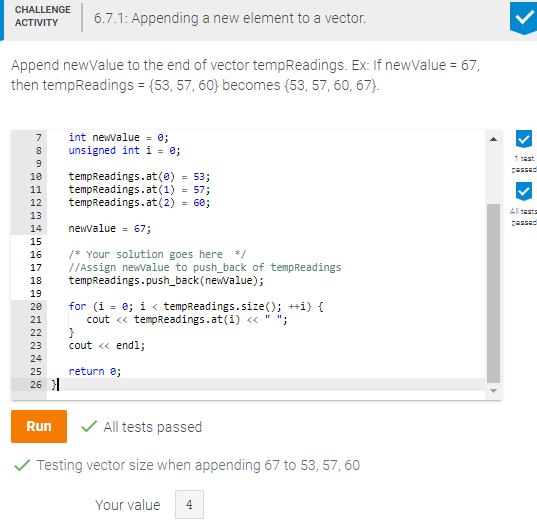 CHALLENGE
ACTIVITY
6.7.1: Appending a new element to a vector.
Append newValue to the end of vector tempReadings. Ex: If newValue = 67,
then tempReadings = {53, 57, 60} becomes {53, 57, 60, 67}.
7 int newValue = 0;
8 unsigned int i = 0;
9
10 tempReadings.at(0) = 53;
11 tempReadings.at(1) = 57;
12 tempReadings.at(2) = 60;
13
14 newValue = 67;
15
16 /* Your solution goes here */
17 //Assign newValue to push_back of tempReadings
18 tempReadings.push_back(newValue);
19
20 for (i = 0; i < tempReadings.size(); ++i) {
21 cout << tempReadings.at(i) << " ";
22 }
23 cout << endl;
24
25 return 0;
26 }
1 test
passed
All tests
passed
Run
All tests passed
Testing vector size when appending 67 to 53, 57, 60
Your value 4